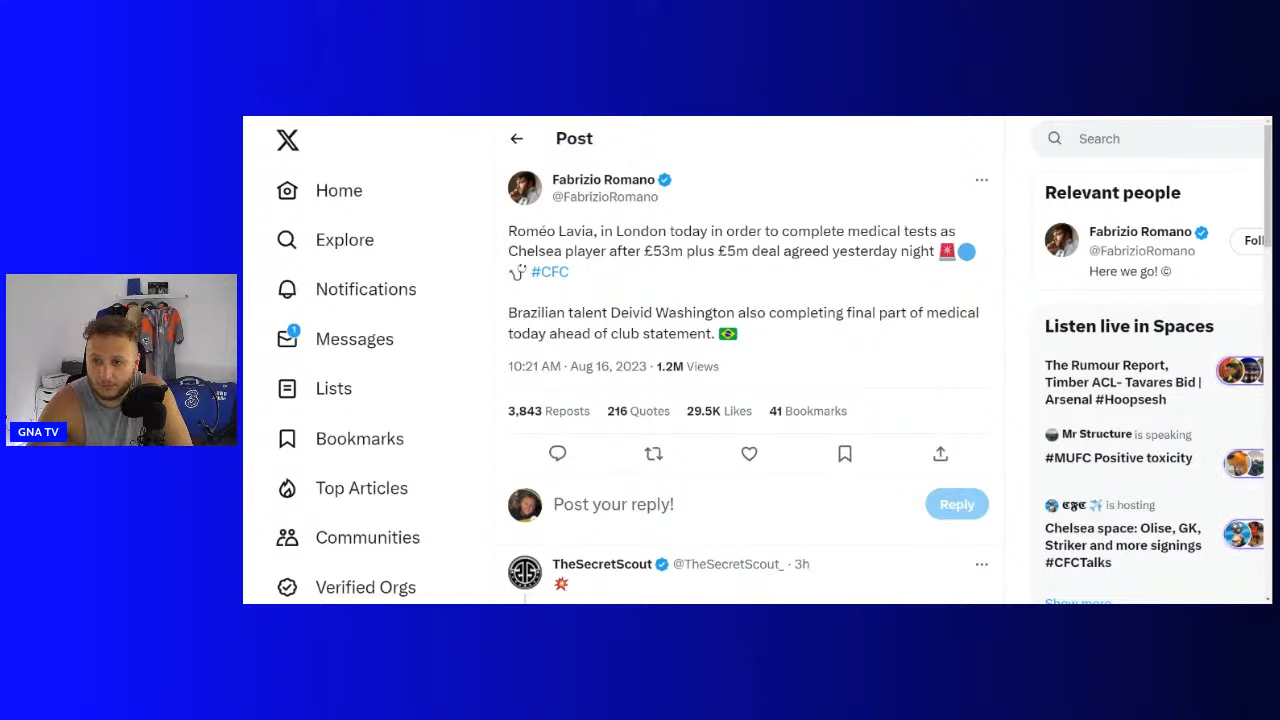 Post
Search
Home
Explore
Notifications
1
Messages
Lists
Bookmarks
Top Articles
Communities
Verified Orgs
Fabrizio Romano
@FabrizioRomano
Roméo Lavia, in London today in order to complete medical tests as
Chelsea player after £53m plus £5m deal agreed yesterday night 🚨🔵
🩺 #CFC
Brazilian talent Deivid Washington also completing final part of medical
today ahead of club statement. 🇧🇷
10:21 AM · Aug 16, 2023 · 1.2M Views
3,843 Reposts 216 Quotes 29.5K Likes 41 Bookmarks
Post your reply!
Reply
TheSecretScout @TheSecretScout_ · 3h
💥
Relevant people
Fabrizio Romano
@FabrizioRomano
Here we go! ©
Foll
Listen live in Spaces
The Rumour Report,
Timber ACL- Tavares Bid |
Arsenal #Hoopsesh
Mr Structure is speaking
#MUFC Positive toxicity
𝕮𝕱𝕮 ✈️ is hosting
Chelsea space: Olise, GK,
Striker and more signings
#CFCTalks
Show more
GNA TV
3